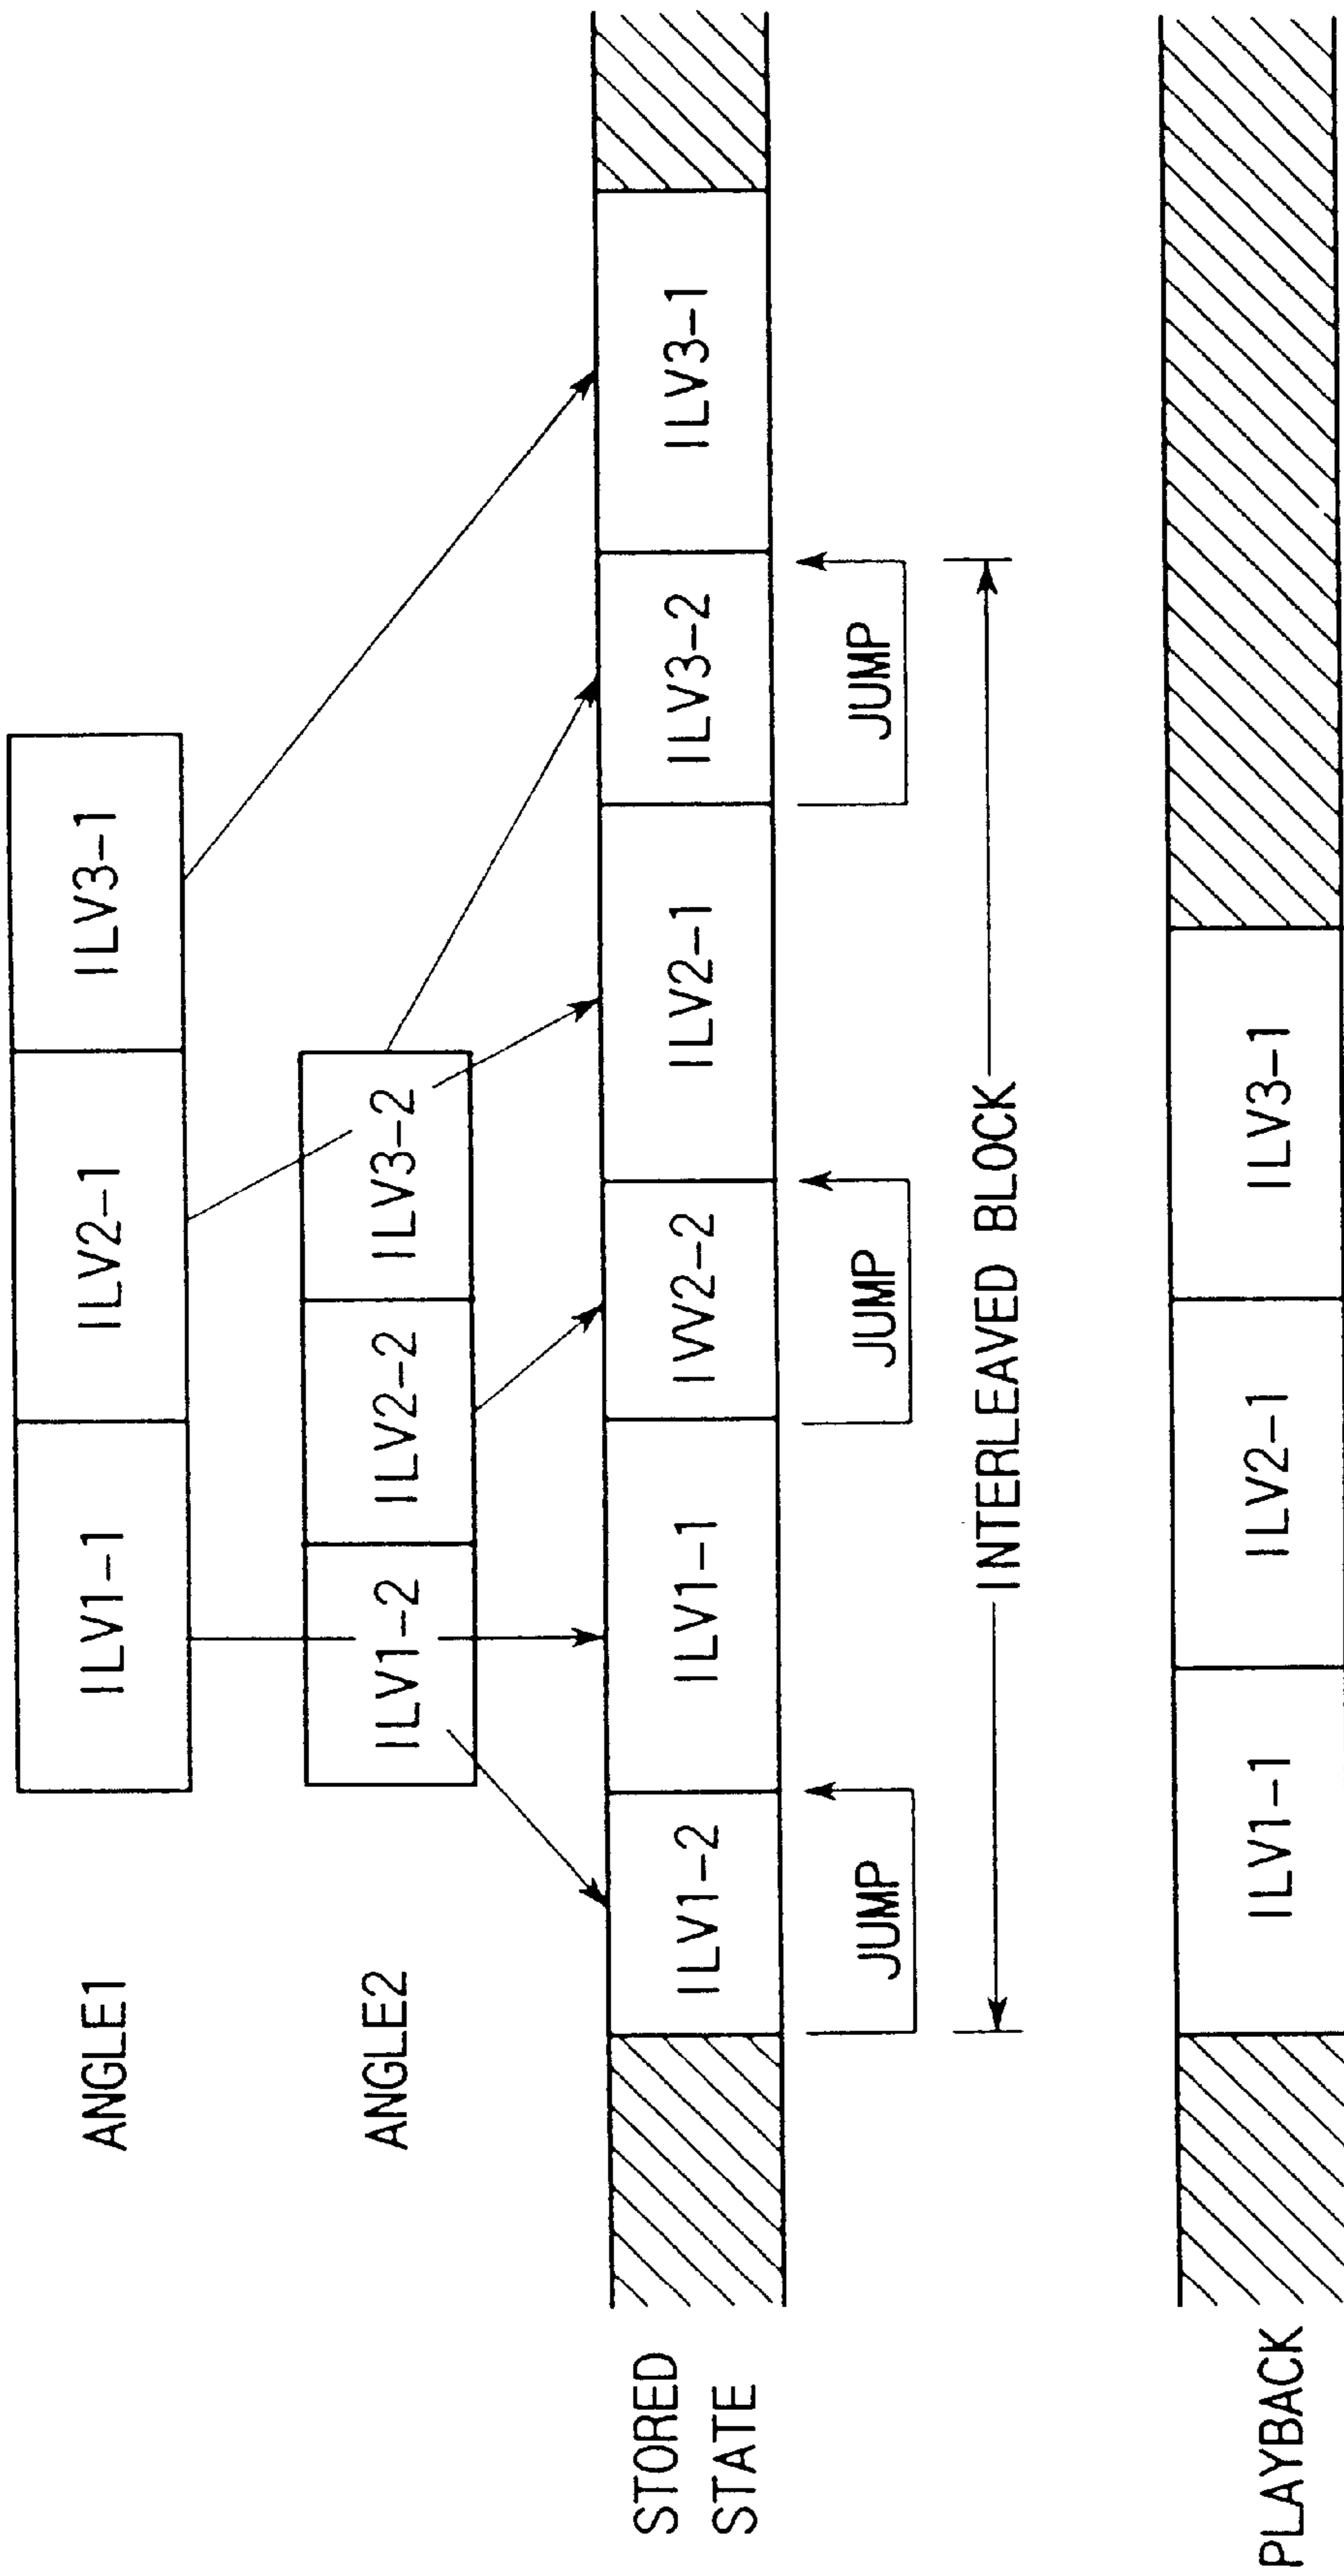 ANGLE1
ILV1-1
ILV2-1
ILV3-1
ANGLE2
ILV1-2
ILV2-2
ILV3-2
STORED
STATE
ILV1-2
ILV1-1
IVV2-2
ILV2-1
ILV3-2
ILV3-1
JUMP
JUMP
JUMP
INTERLEAVED BLOCK
PLAYBACK
ILV1-1
ILV2-1
ILV3-1